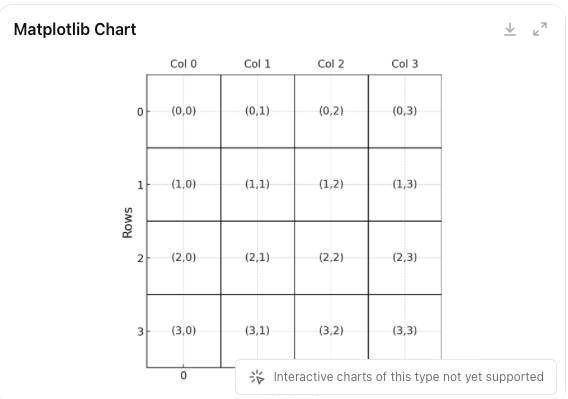 Matplotlib Chart
Col 0 Col 1 Col 2 Col 3
0 (0,0) (0,1) (0,2) (0,3)
1 (1,0) (1,1) (1,2) (1,3)
Rows
2 (2,0) (2,1) (2,2) (2,3)
3 (3,0) (3,1) (3,2) (3,3)
0
Interactive charts of this type not yet supported